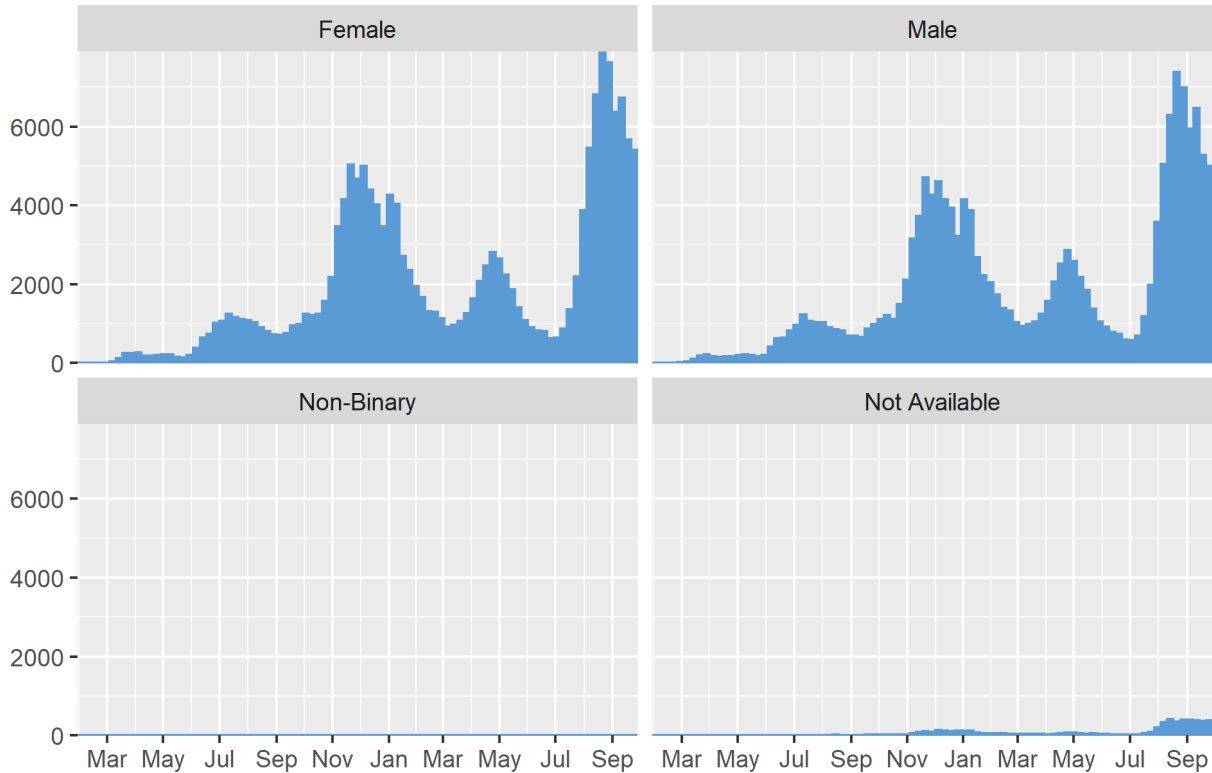 Female
Male
6000
4000
2000
0
Non-Binary
Not Available
6000
4000
2000
0
Mar May Jul Sep Nov Jan Mar May Jul Sep
Mar May Jul Sep Nov Jan Mar May Jul Sep